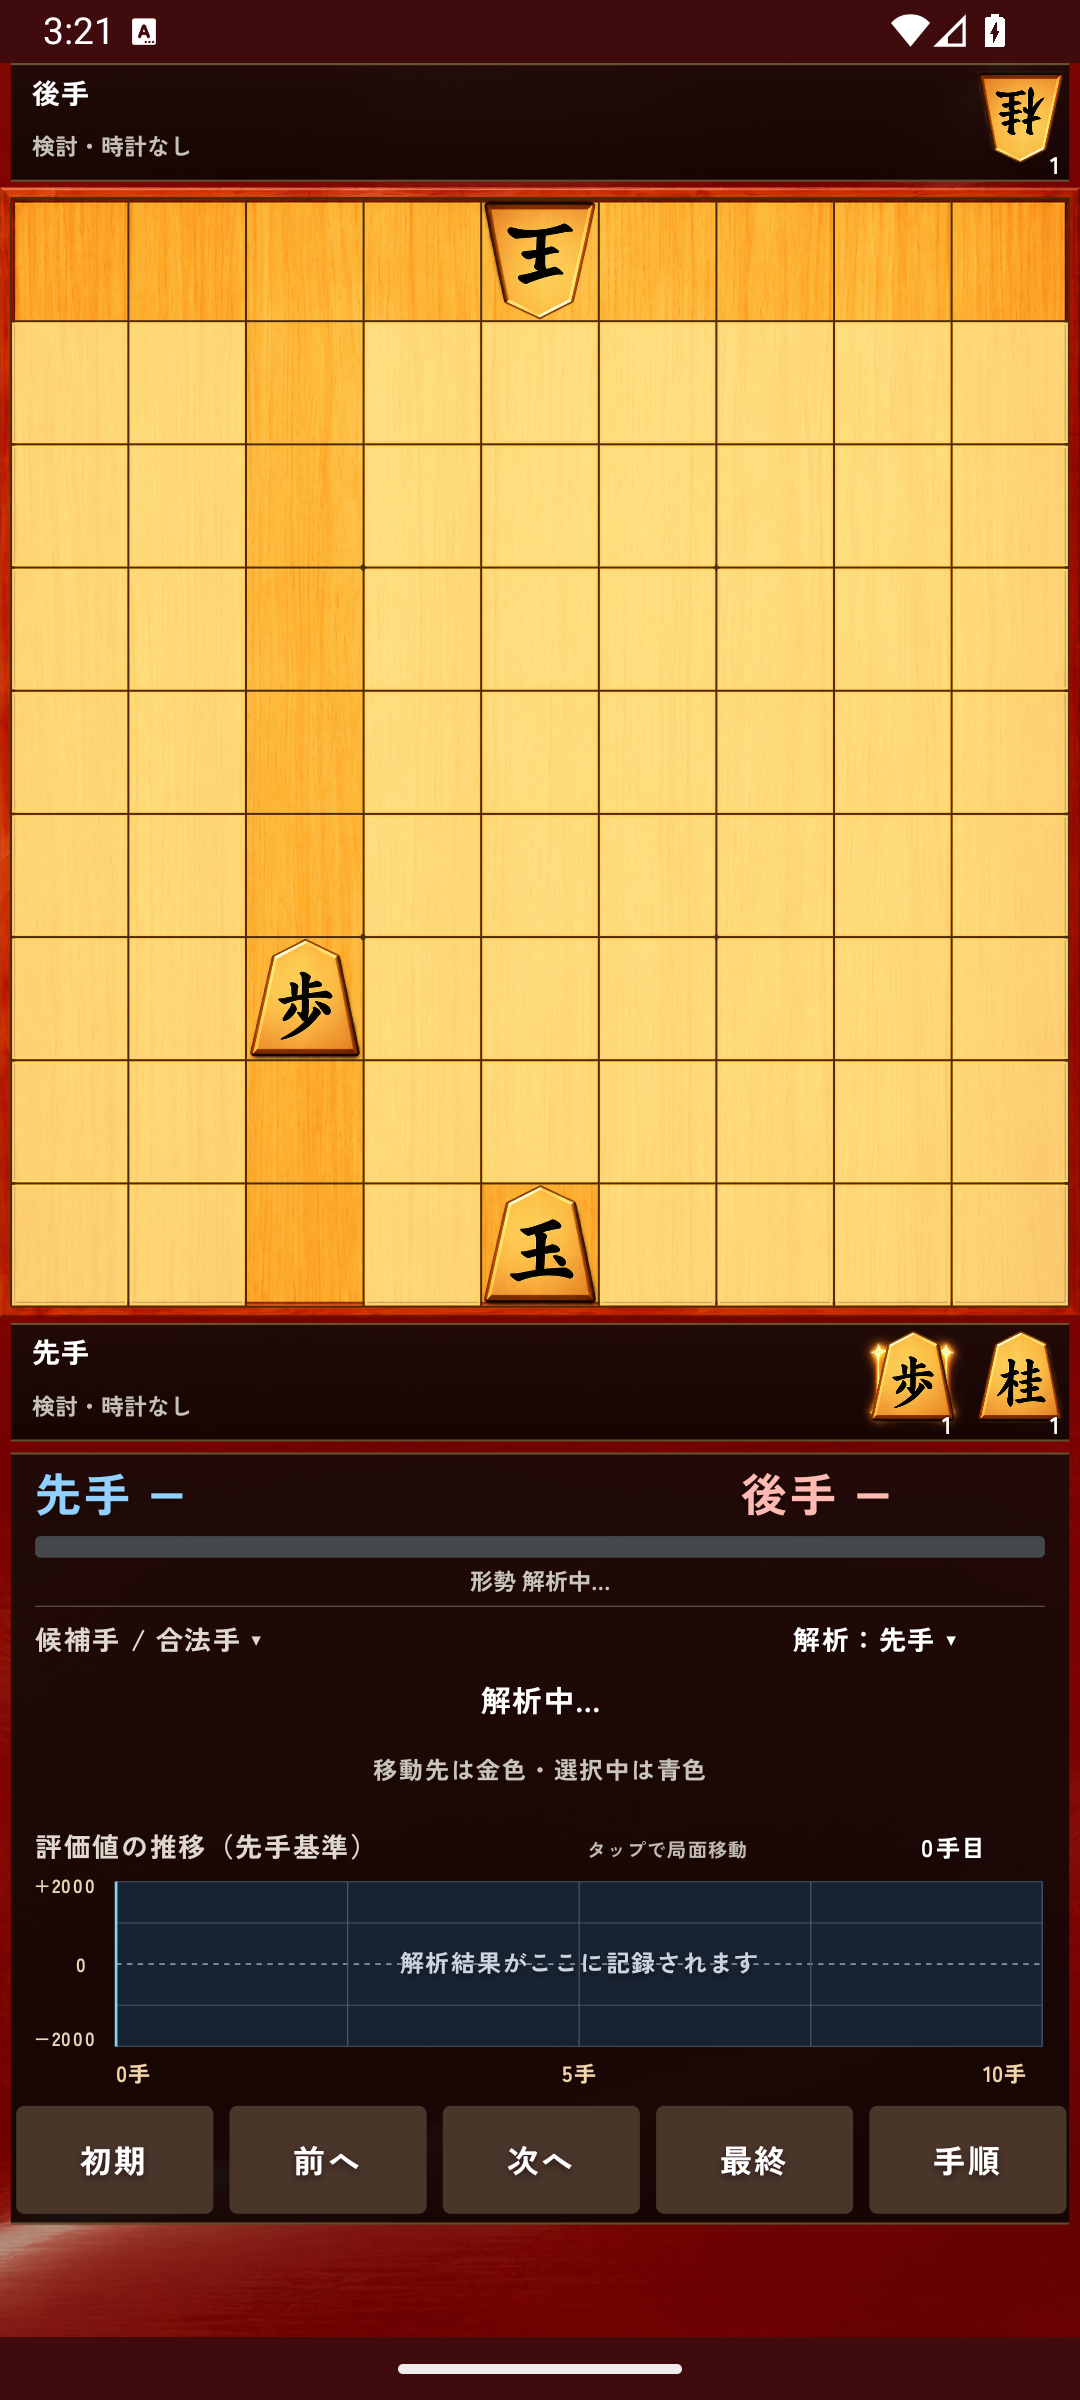 3:21
後手
検討・時計なし
桂
1
王
歩
玉
先手
検討・時計なし
歩
1
桂
1
先手 —
後手 —
形勢 解析中...
候補手 / 合法手 ▾
解析：先手 ▾
解析中...
移動先は金色・選択中は青色
評価値の推移（先手基準）
タップで局面移動
0手目
+2000
0
−2000
解析結果がここに記録されます
0手
5手
10手
初期
前へ
次へ
最終
手順